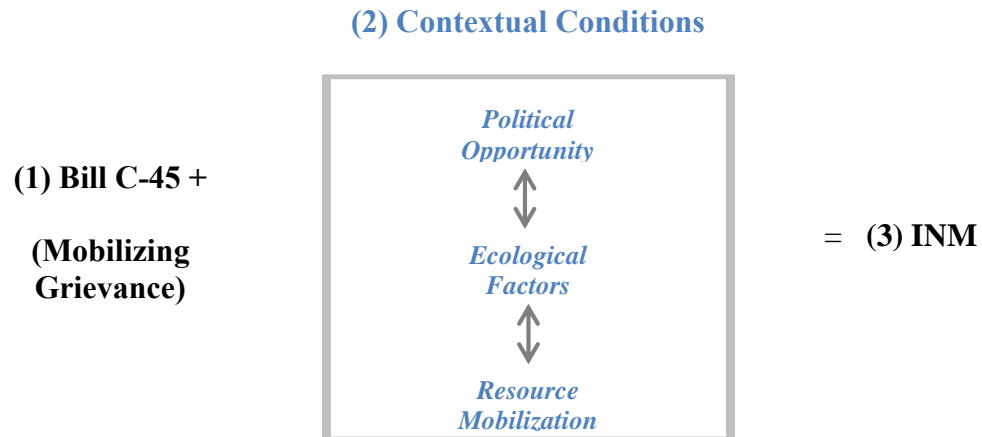 (2) Contextual Conditions
(1) Bill C-45 +
(Mobilizing
Grievance)
Political
Opportunity
Ecological
Factors
Resource
Mobilization
= (3) INM